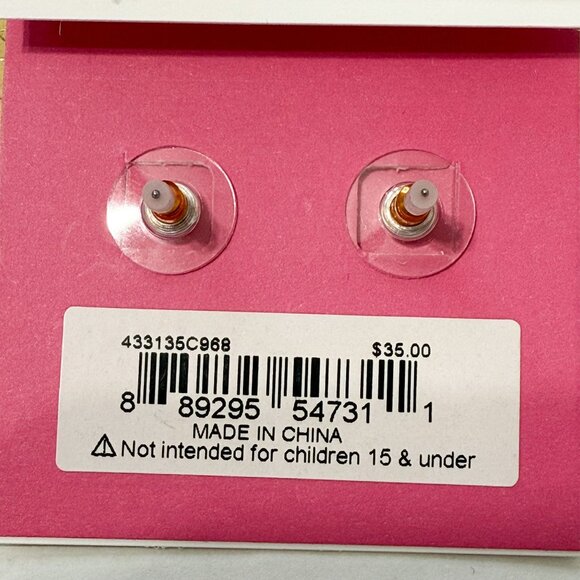 433135C968 $35.00
8 89295 54731 1
MADE IN CHINA
⚠ Not intended for children 15 & under